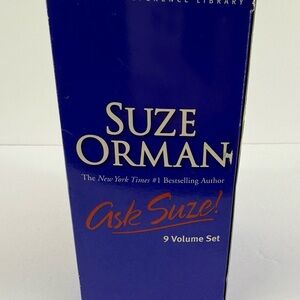 LIBRARY
SUZE
ORMAN
The New York Times #1 Bestselling Author
Ask Suze!
9 Volume Set